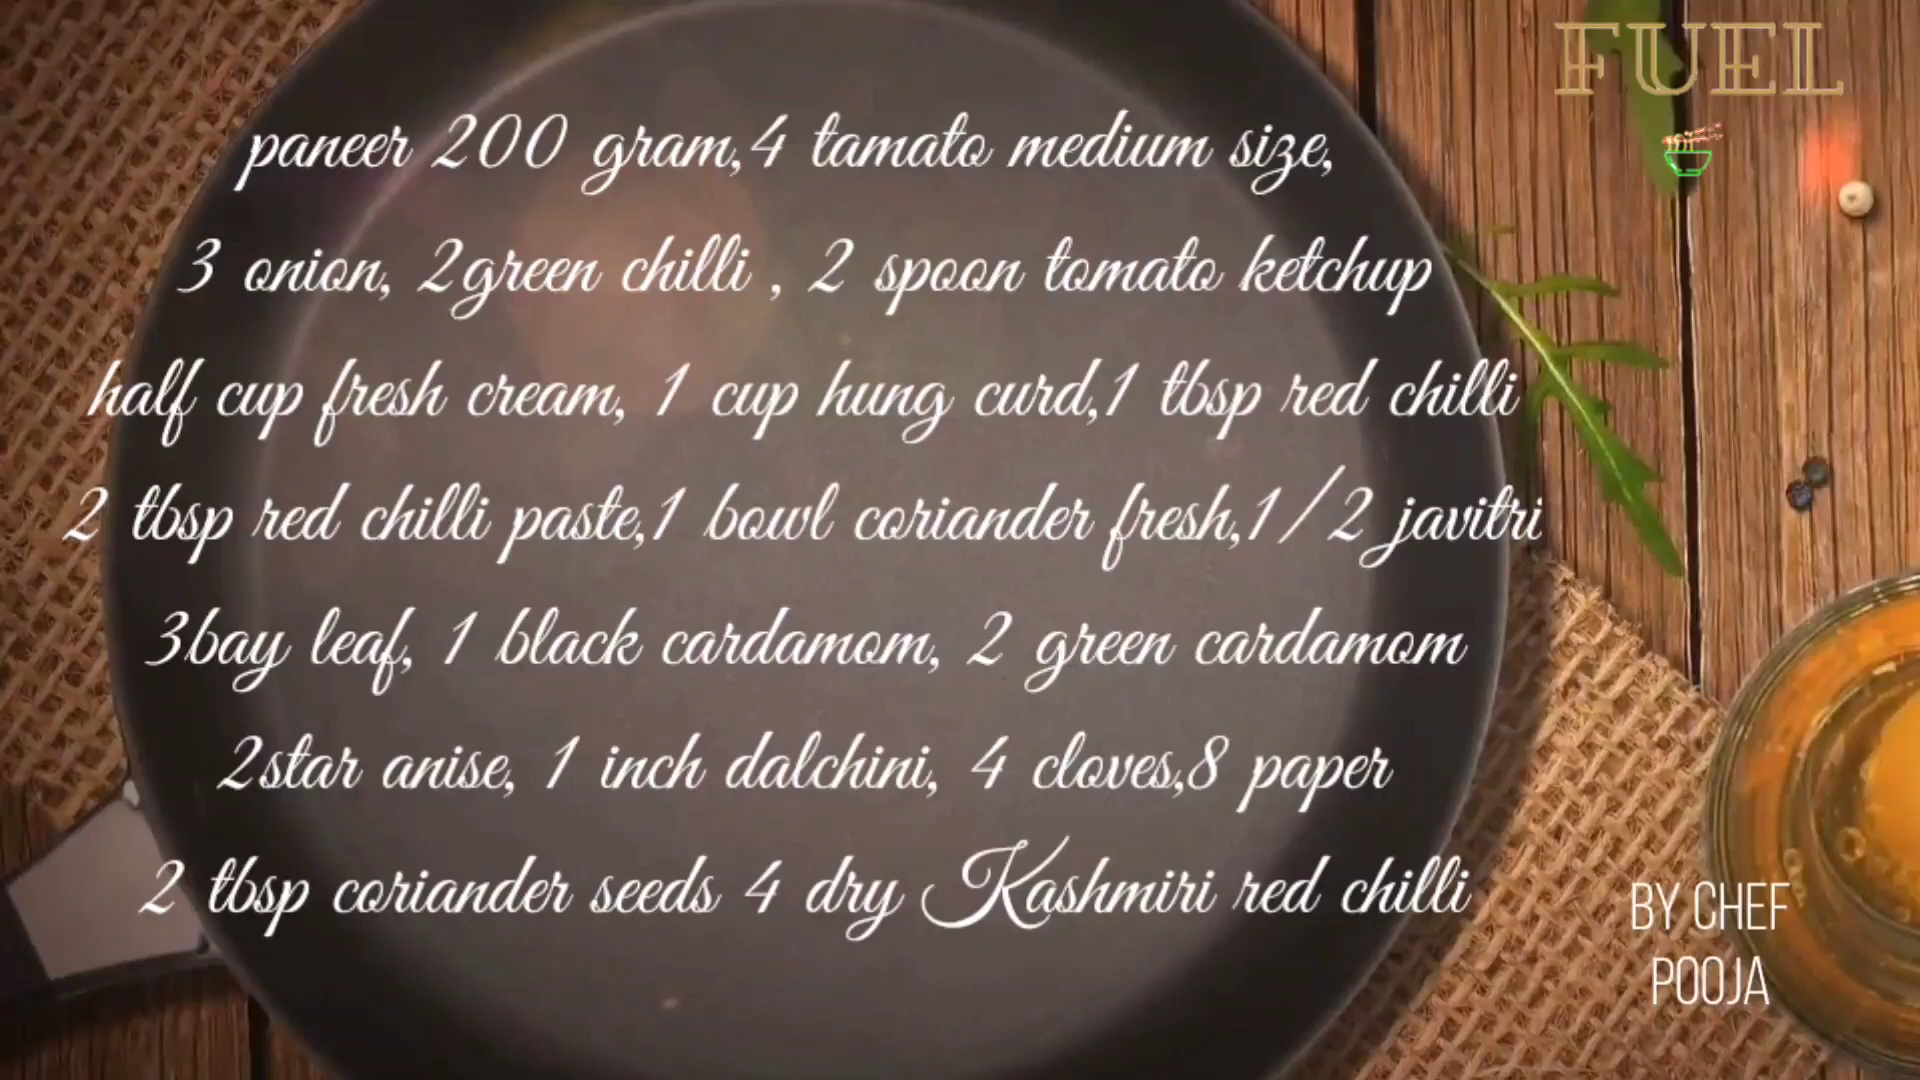 FUEL
paneer 200 gram,4 tamato medium size,
3 onion, 2green chilli , 2 spoon tomato ketchup
half cup fresh cream, 1 cup hung curd,1 tbsp red chilli
2 tbsp red chilli paste,1 bowl coriander fresh,1/2 javitri
3bay leaf, 1 black cardamom, 2 green cardamom
2star anise, 1 inch dalchini, 4 cloves,8 paper
2 tbsp coriander seeds 4 dry Kashmiri red chilli
BY CHEF
POOJA